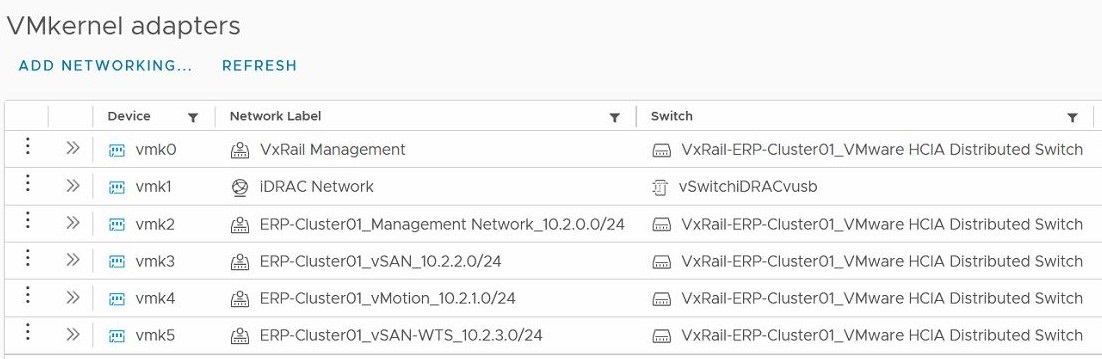 VMkernel adapters
ADD NETWORKING... REFRESH
Device Network Label Switch
vmk0 VxRail Management VxRail-ERP-Cluster01_VMware HCIA Distributed Switch
vmk1 iDRAC Network vSwitchiDRACvusb
vmk2 ERP-Cluster01_Management Network_10.2.0.0/24 VxRail-ERP-Cluster01_VMware HCIA Distributed Switch
vmk3 ERP-Cluster01_vSAN_10.2.2.0/24 VxRail-ERP-Cluster01_VMware HCIA Distributed Switch
vmk4 ERP-Cluster01_vMotion_10.2.1.0/24 VxRail-ERP-Cluster01_VMware HCIA Distributed Switch
vmk5 ERP-Cluster01_vSAN-WTS_10.2.3.0/24 VxRail-ERP-Cluster01_VMware HCIA Distributed Switch